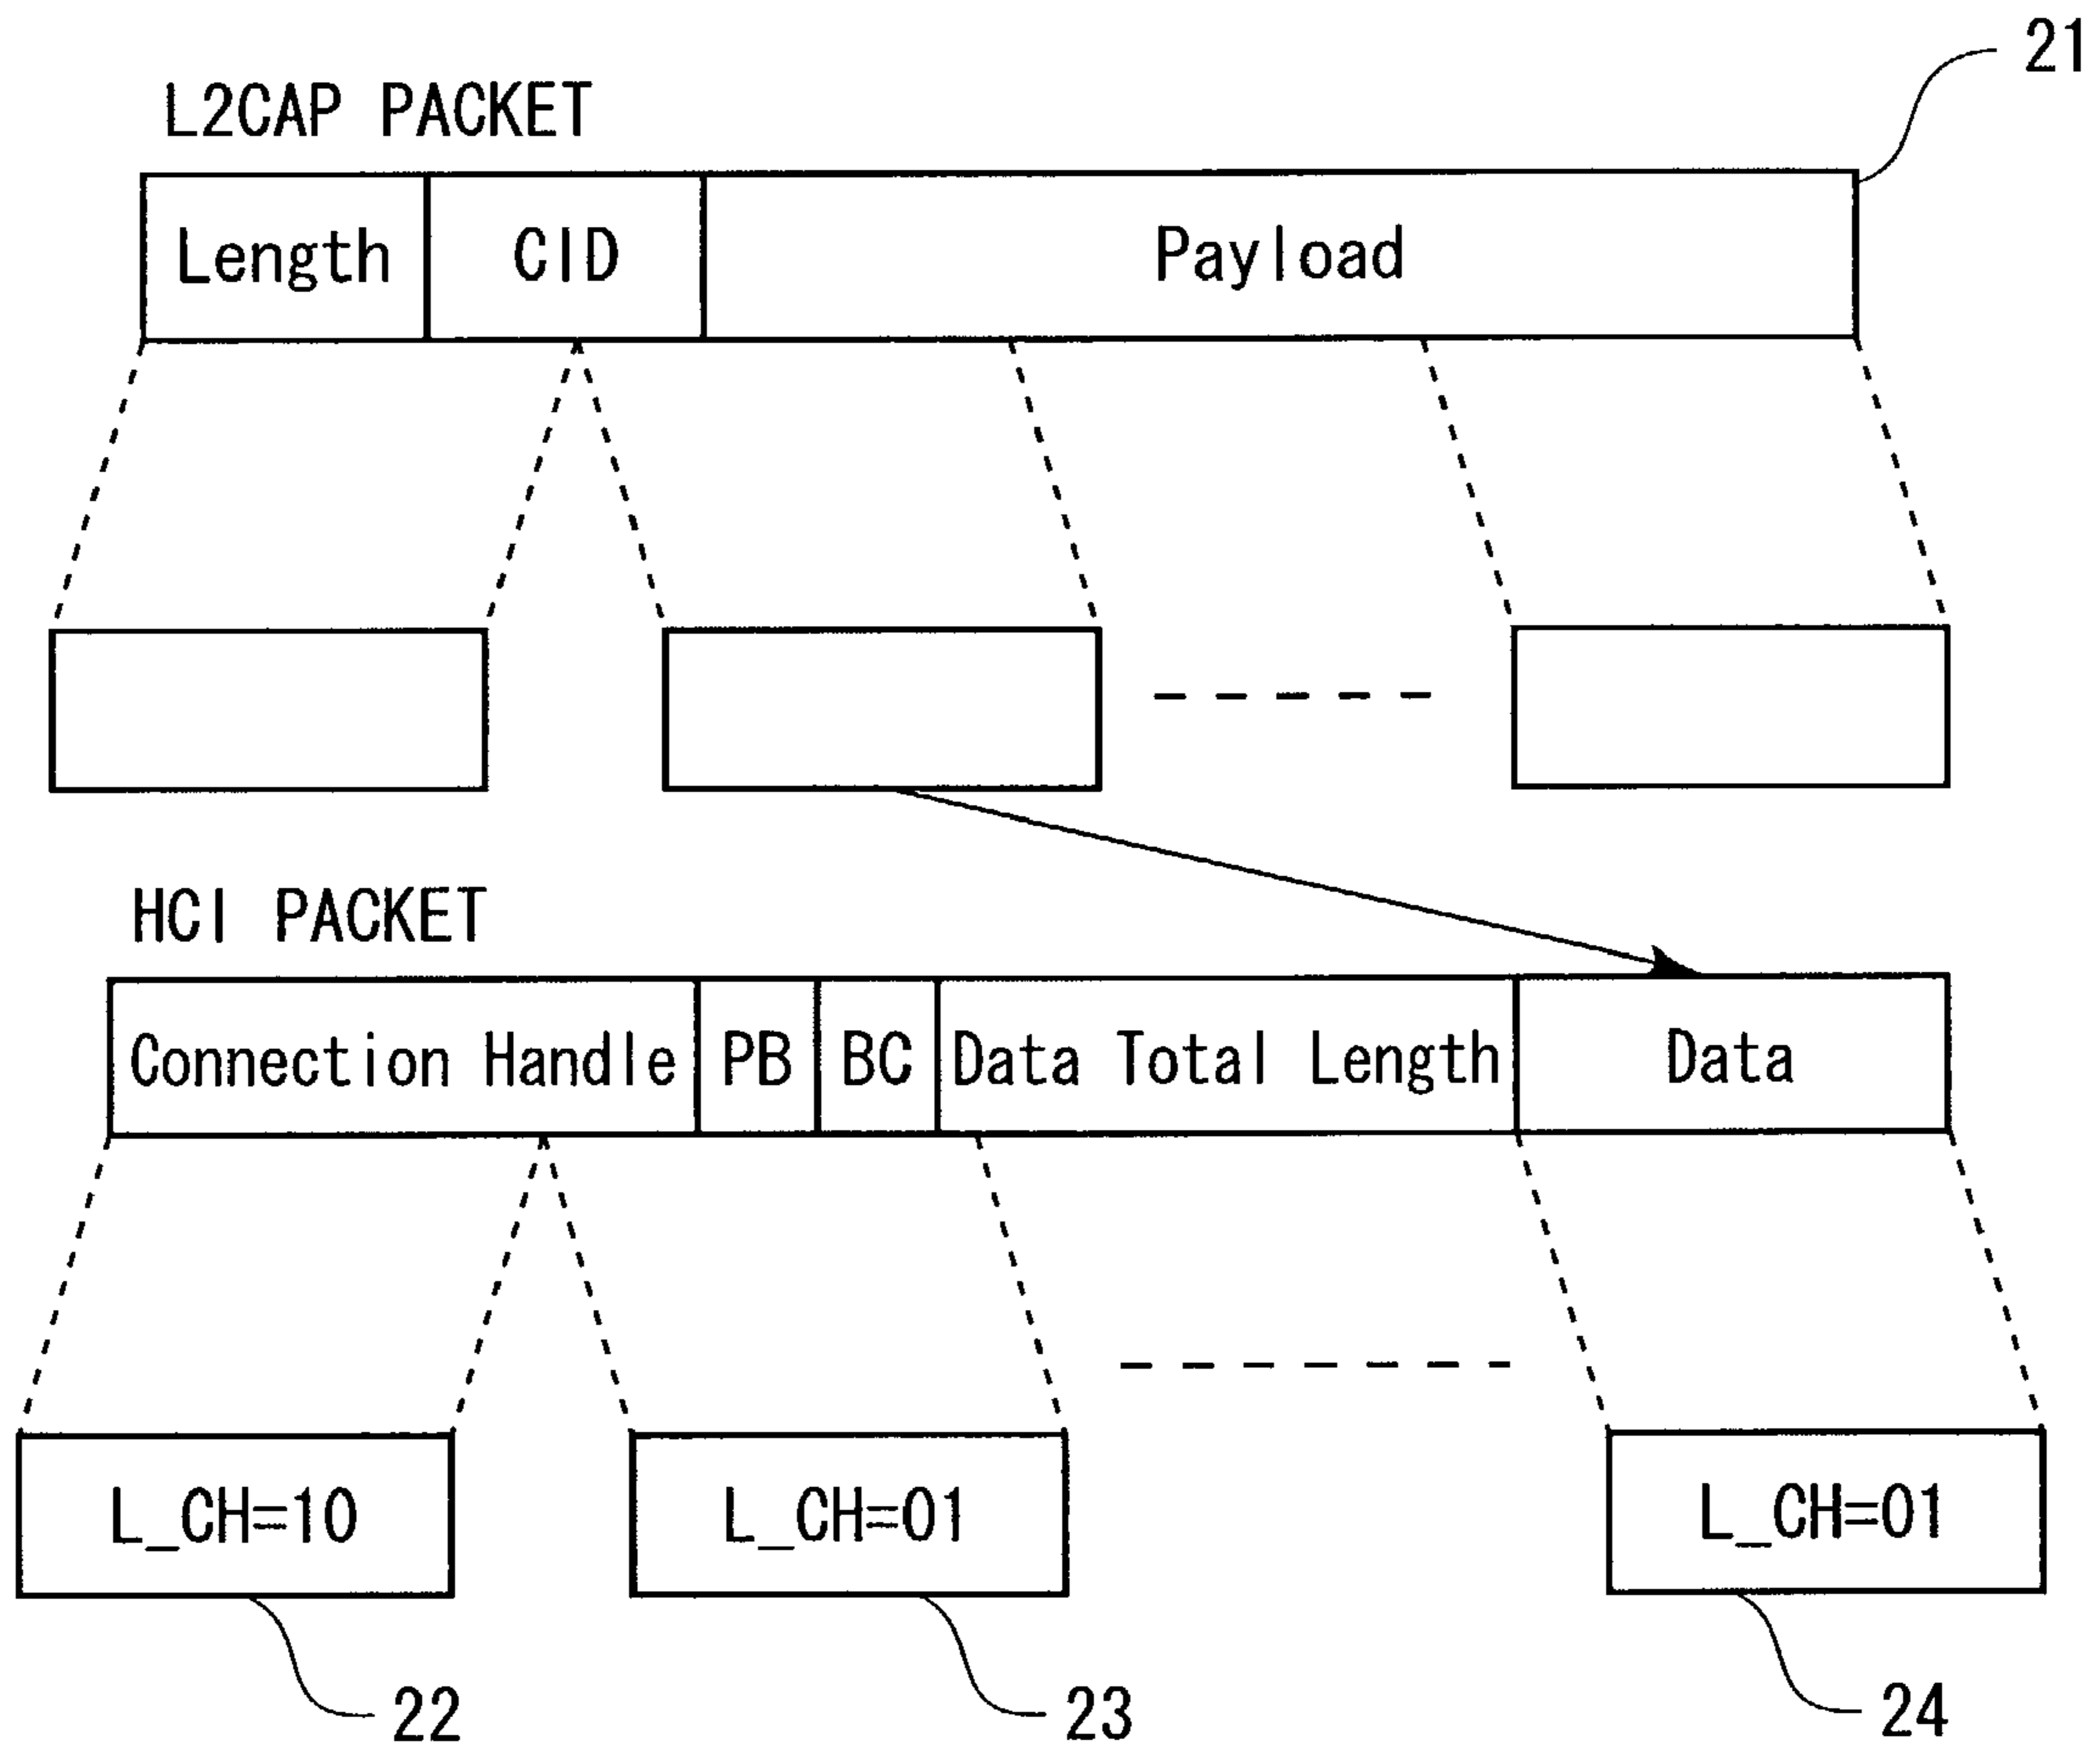 21
L2CAP PACKET
Length CID Payload
HCI PACKET
Connection Handle PB BC Data Total Length Data
L_CH=10 L_CH=01 L_CH=01
22 23 24